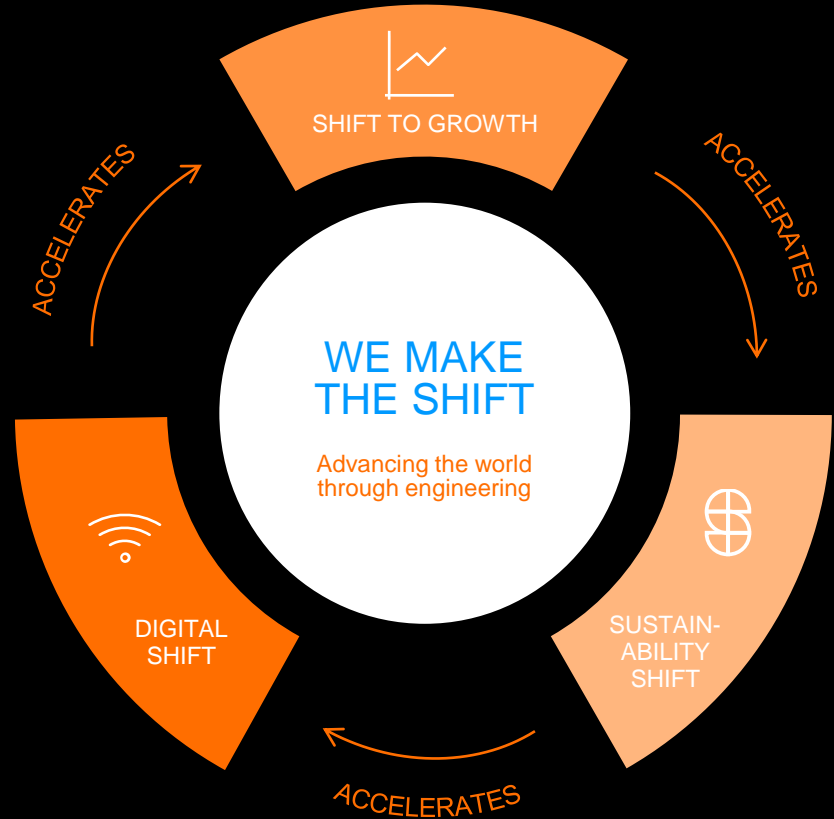 SHIFT TO GROWTH
ACCELERATES
ACCELERATES
WE MAKE
THE SHIFT
Advancing the world
through engineering
DIGITAL
SHIFT
SUSTAIN-
ABILITY
SHIFT
ACCELERATES